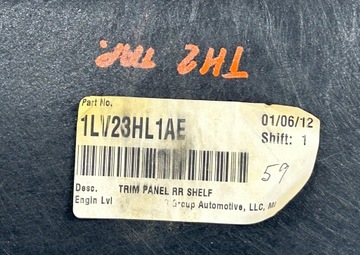 TH2
Part No.
1LV23HL1AE
01/06/12
Shift: 1
59
Desc. TRIM PANEL RR SHELF
Engin Lvl Group Automotive, LLC, MI